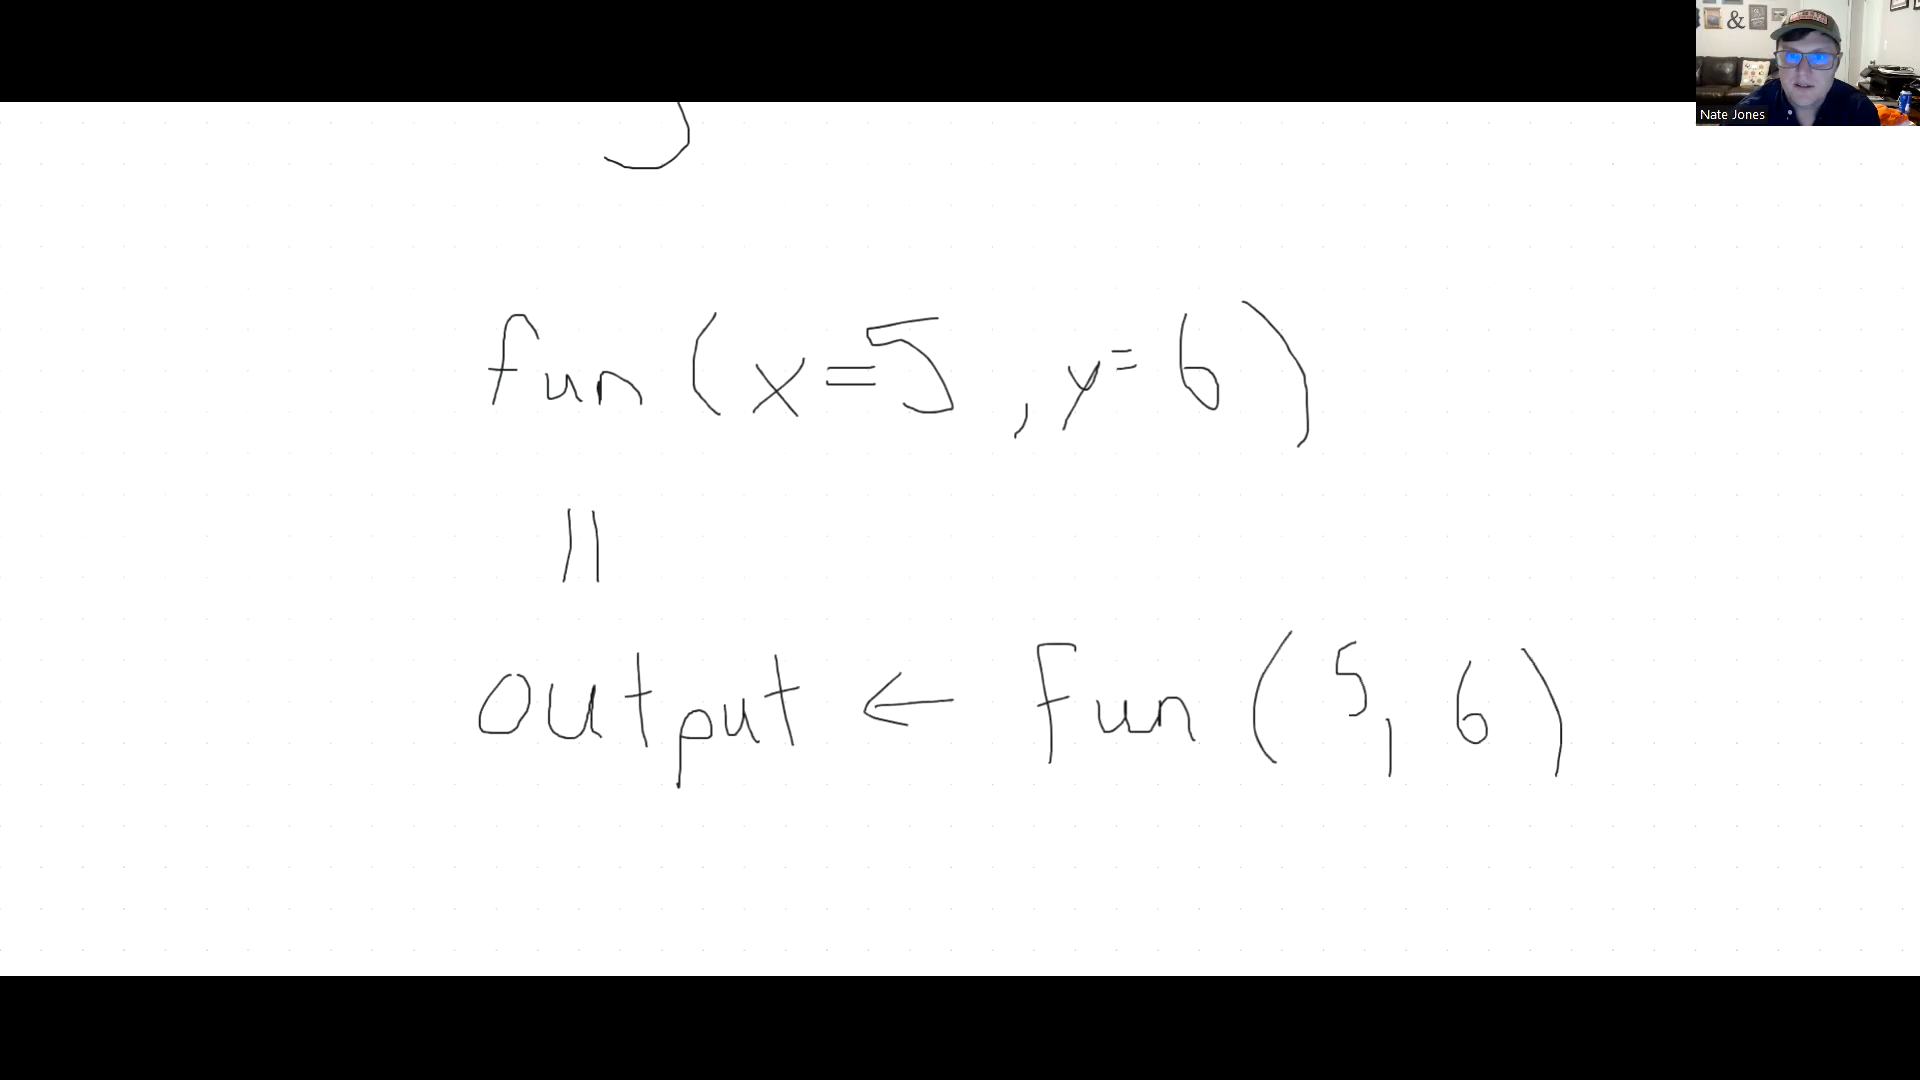 &
Nate Jones
fun (x=5, y=6)
||
output ← fun (5, 6)